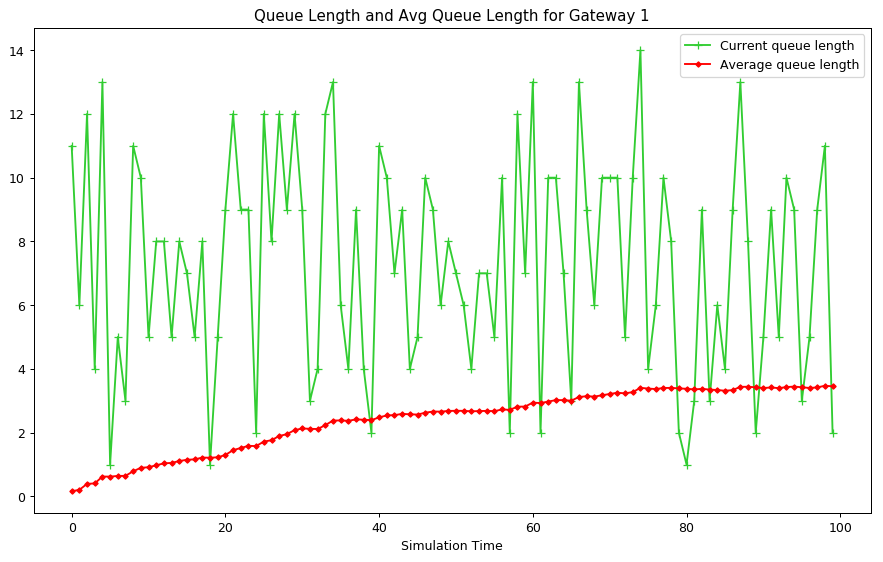 Queue Length and Avg Queue Length for Gateway 1
Current queue length
Average queue length
14
12
10
8
6
4
2
0
0 20 40 60 80 100
Simulation Time